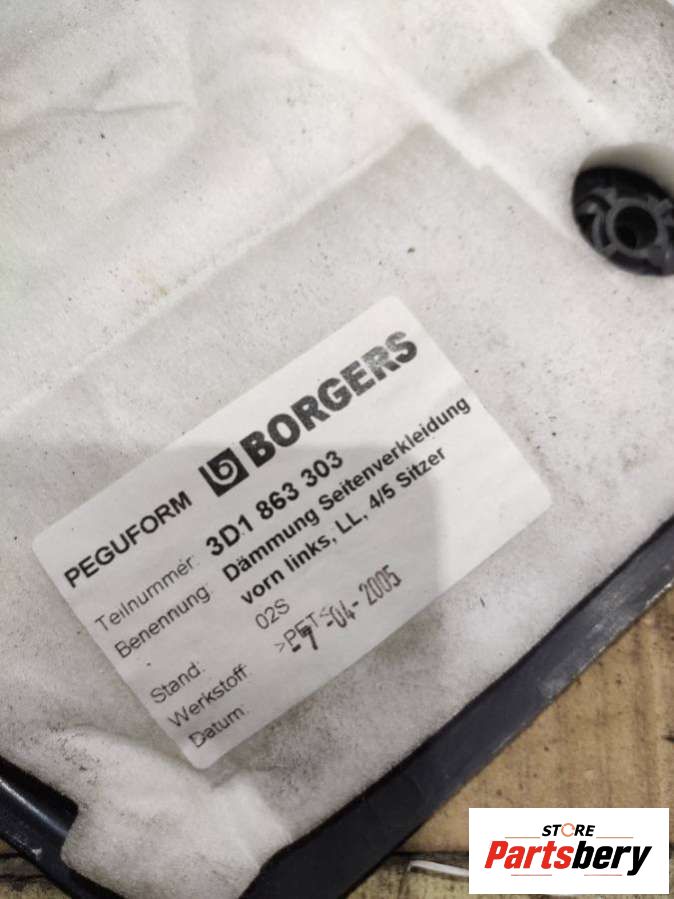 PEGUFORM BORGERS
Teilnummer: 3D1 863 303
Benennung: Dämmung Seitenverkleidung
vorn links, LL, 4/5 Sitzer
Stand: 02S
Werkstoff: >PET<
Datum: -7-04-2005
STORE
Partsbery